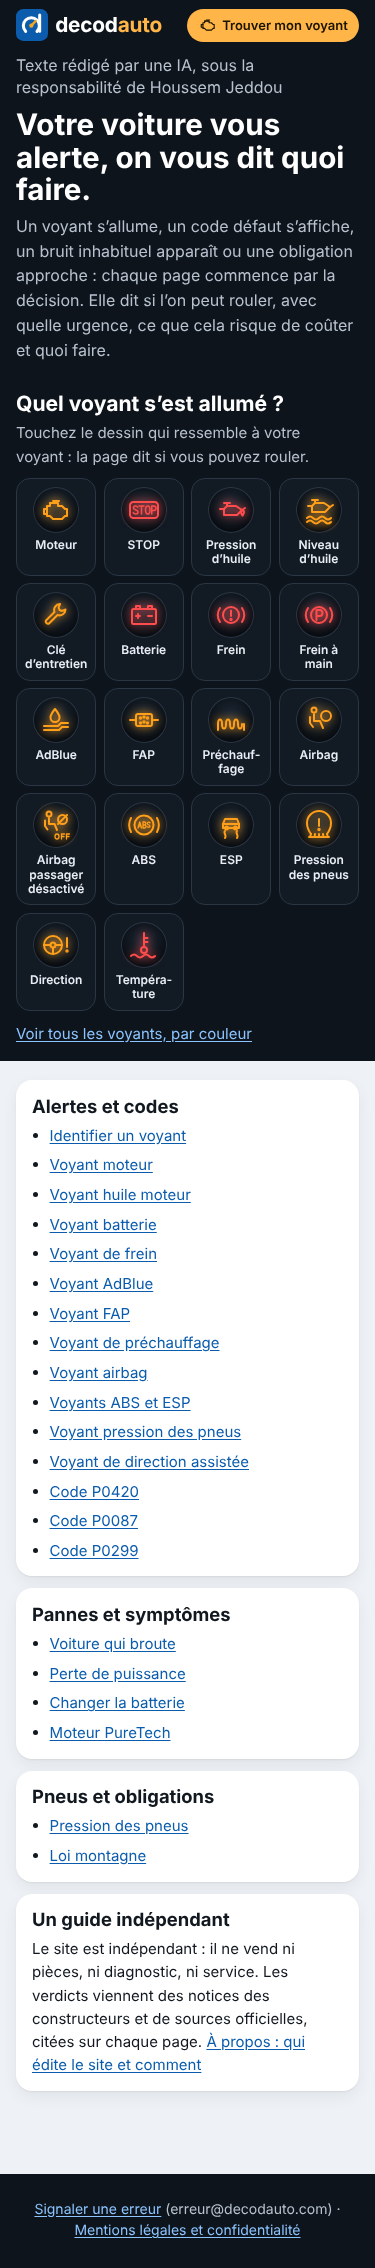 decodauto
Trouver mon voyant
Texte rédigé par une IA, sous la
responsabilité de Houssem Jeddou
Votre voiture vous
alerte, on vous dit quoi
faire.
Un voyant s’allume, un code défaut s’affiche,
un bruit inhabituel apparaît ou une obligation
approche : chaque page commence par la
décision. Elle dit si l’on peut rouler, avec
quelle urgence, ce que cela risque de coûter
et quoi faire.
Quel voyant s’est allumé ?
Touchez le dessin qui ressemble à votre
voyant : la page dit si vous pouvez rouler.
Moteur
STOP
STOP
Pression
d’huile
Niveau
d’huile
Clé
d’entretien
Batterie
Frein
P
Frein à
main
AdBlue
FAP
Préchauf-
fage
Airbag
OFF
Airbag
passager
désactivé
ABS
ABS
ESP
Pression
des pneus
Direction
Tempéra-
ture
Voir tous les voyants, par couleur
Alertes et codes
Identifier un voyant
Voyant moteur
Voyant huile moteur
Voyant batterie
Voyant de frein
Voyant AdBlue
Voyant FAP
Voyant de préchauffage
Voyant airbag
Voyants ABS et ESP
Voyant pression des pneus
Voyant de direction assistée
Code P0420
Code P0087
Code P0299
Pannes et symptômes
Voiture qui broute
Perte de puissance
Changer la batterie
Moteur PureTech
Pneus et obligations
Pression des pneus
Loi montagne
Un guide indépendant
Le site est indépendant : il ne vend ni
pièces, ni diagnostic, ni service. Les
verdicts viennent des notices des
constructeurs et de sources officielles,
citées sur chaque page. À propos : qui
édite le site et comment
Signaler une erreur (erreur@decodauto.com) ·
Mentions légales et confidentialité